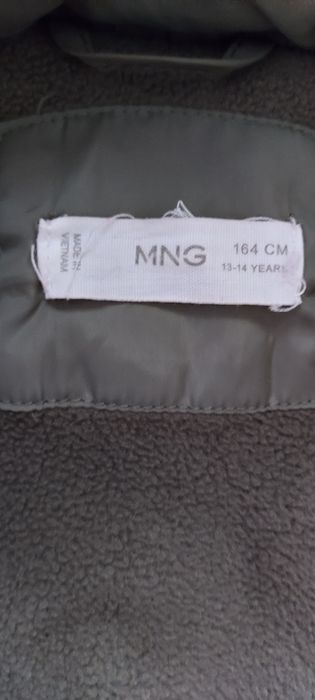 MADE IN
VIETNAM
MNG
164 CM
13-14 YEARS